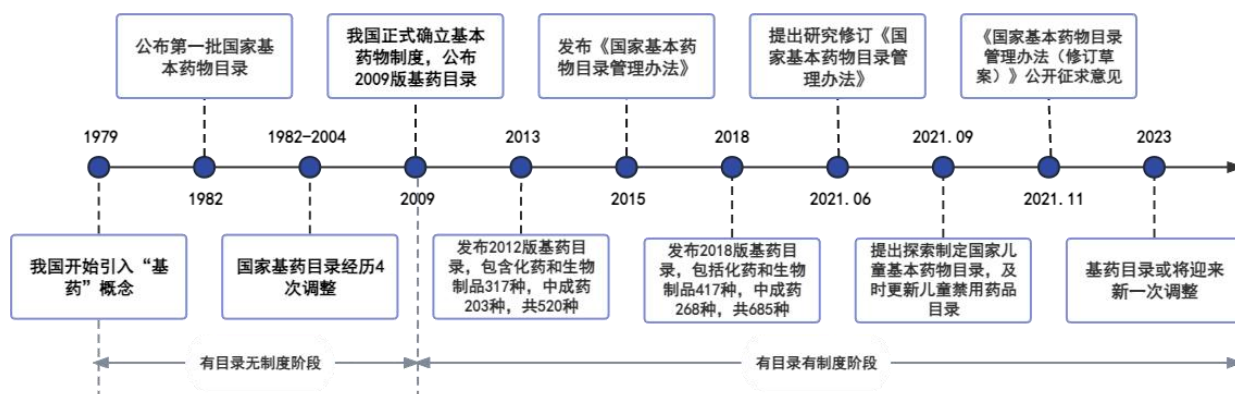 公布第一批国家基
本药物目录
我国正式确立基本
药物制度，公布
2009版基药目录
发布《国家基本药
物目录管理办法》
提出研究修订《国
家基本药物目录管
理办法》
《国家基本药物目录
管理办法（修订草
案）》公开征求意见
1979
1982-2004
2013
2018
2021.09
2023
1982
2009
2015
2021.06
2021.11
我国开始引入“基
药”概念
国家基药目录经历4
次调整
发布2012版基药目
录，包含化药和生物
制品317种，中成药
203种，共520种
发布2018版基药目
录，包括化药和生物
制品417种，中成药
268种，共685种
提出探索制定国家儿
童基本药物目录，及
时更新儿童禁用药品
目录
基药目录或将迎来
新一次调整
有目录无制度阶段
有目录有制度阶段